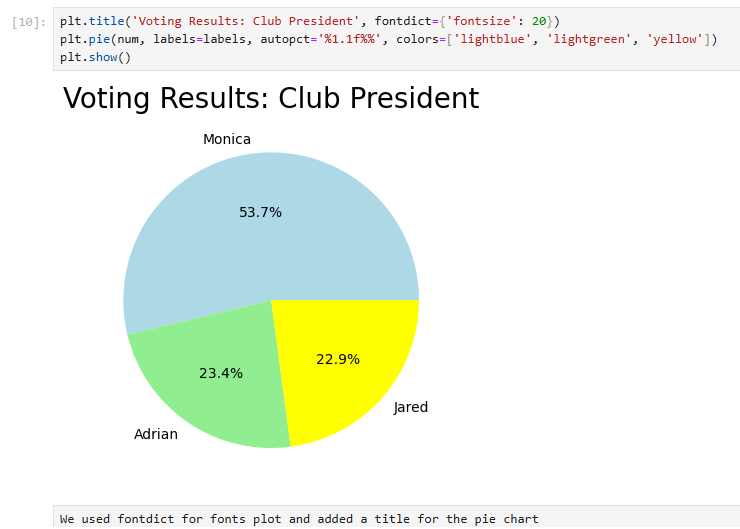 [10]:
plt.title('Voting Results: Club President', fontdict={'fontsize': 20})
plt.pie(num, labels=labels, autopct='%1.1f%%', colors=['lightblue', 'lightgreen', 'yellow'])
plt.show()
Voting Results: Club President
Monica
53.7%
22.9%
23.4%
Jared
Adrian
We used fontdict for fonts plot and added a title for the pie chart